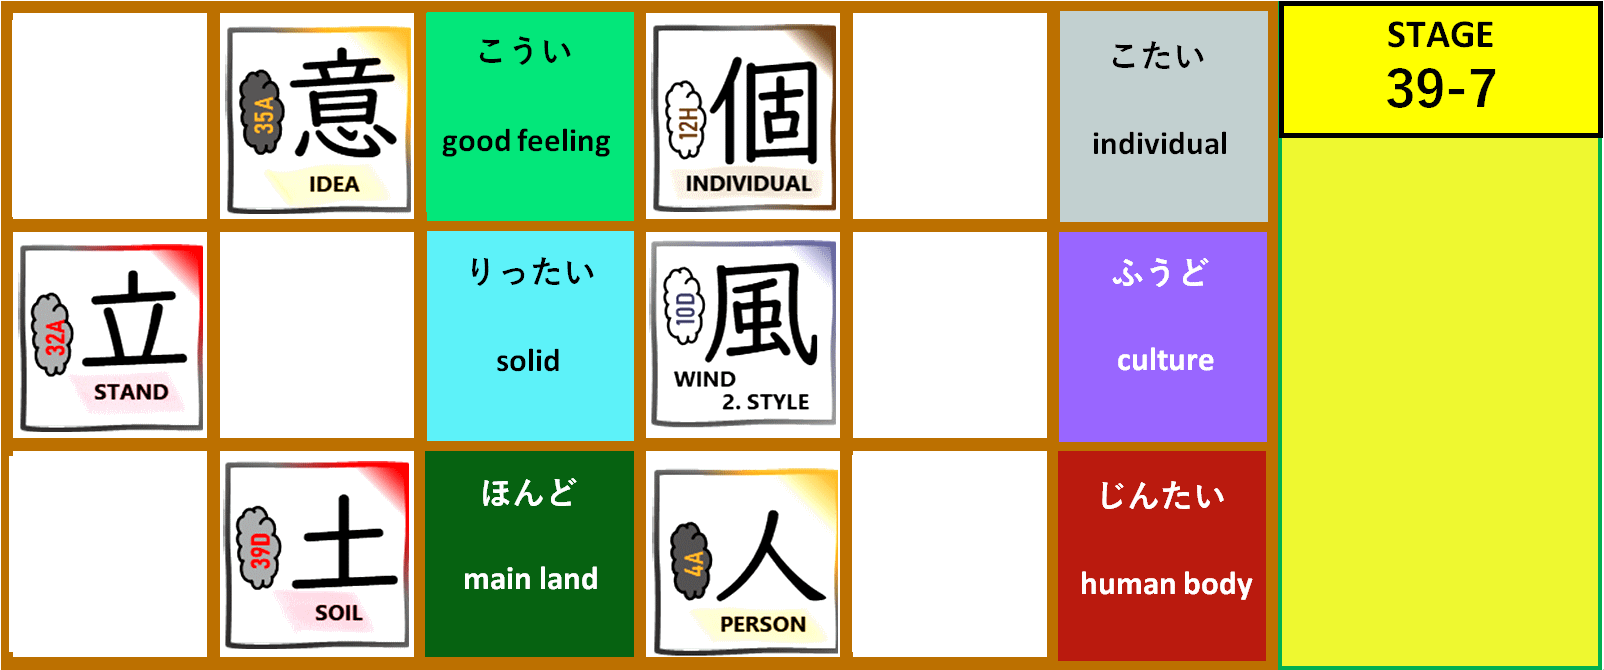 35A
意
IDEA
こうい
good feeling
12H
個
INDIVIDUAL
こたい
individual
STAGE
39-7
32A
立
STAND
りったい
solid
10D
風
WIND
2. STYLE
ふうど
culture
39D
土
SOIL
ほんど
main land
4A
人
PERSON
じんたい
human body